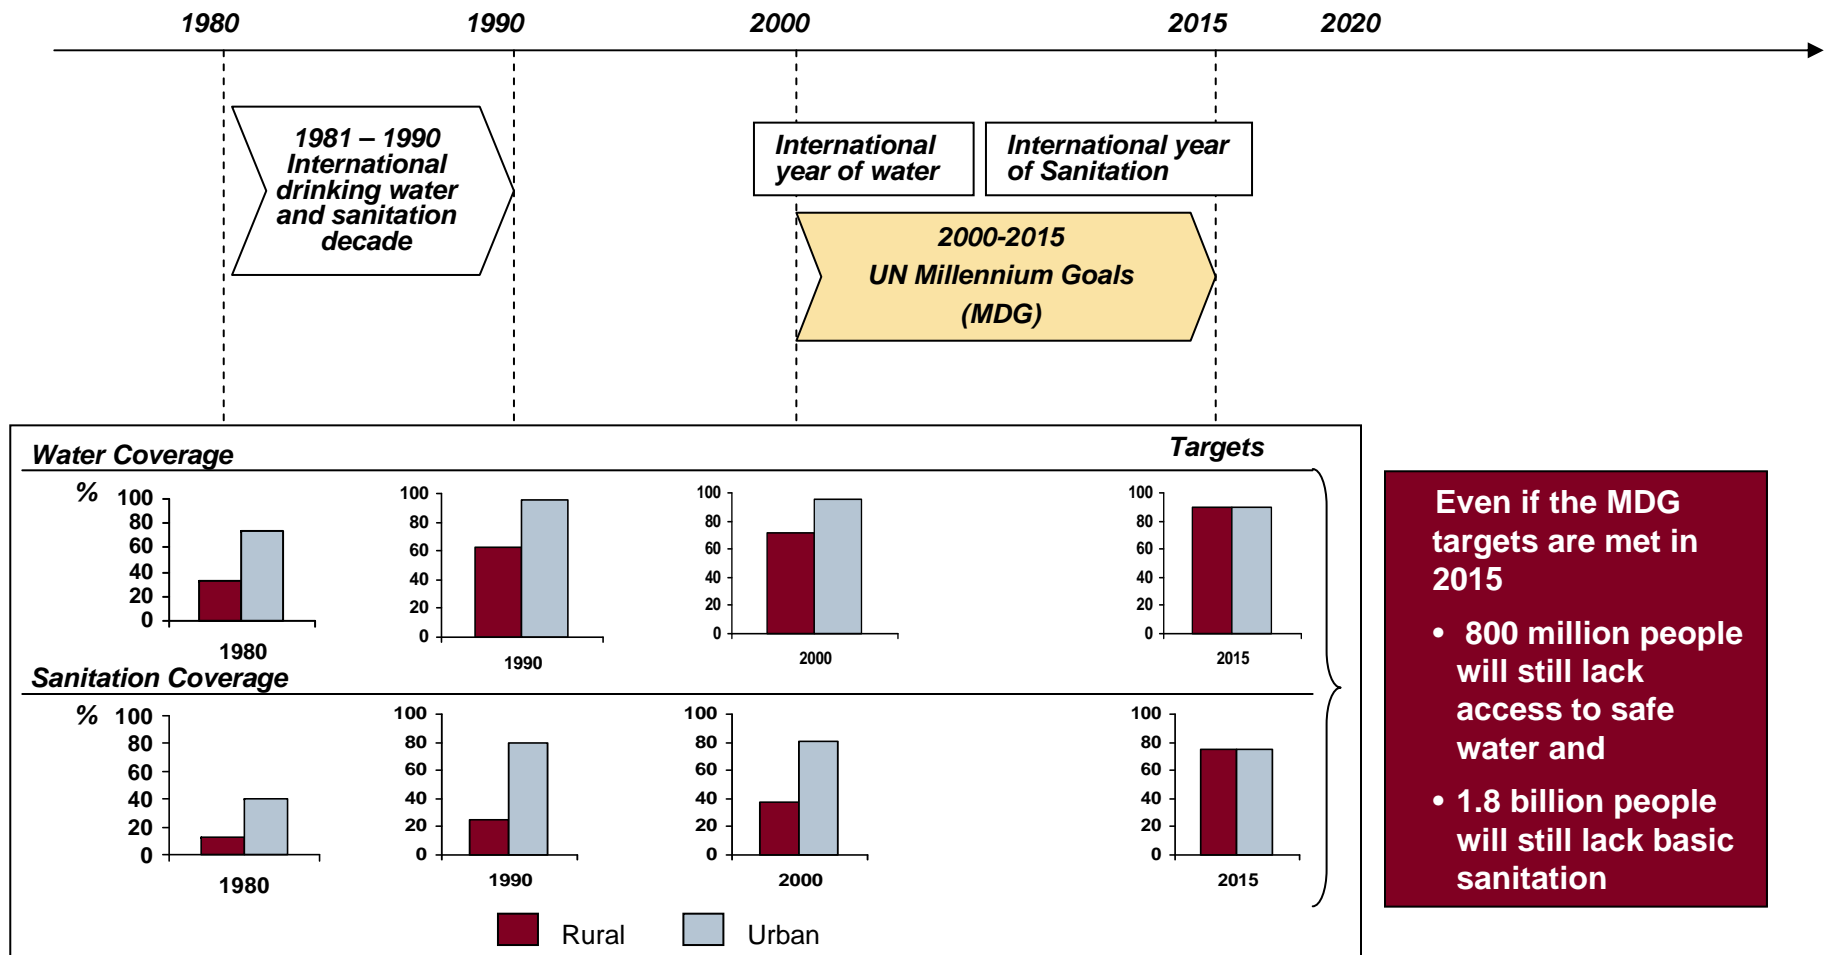 1980 1990 2000 2015 2020
1981 – 1990
International
drinking water
and sanitation
decade
International
year of water
International year
of Sanitation
2000-2015
UN Millennium Goals
(MDG)
Water Coverage
Targets
%
100
80
60
40
20
0
1980
100
80
60
40
20
0
1990
100
80
60
40
20
0
2000
100
80
60
40
20
0
2015
Sanitation Coverage
%
100
80
60
40
20
0
1980
100
80
60
40
20
0
1990
100
80
60
40
20
0
2000
100
80
60
40
20
0
2015
Rural
Urban
Even if the MDG
targets are met in
2015
• 800 million people
will still lack
access to safe
water and
• 1.8 billion people
will still lack basic
sanitation